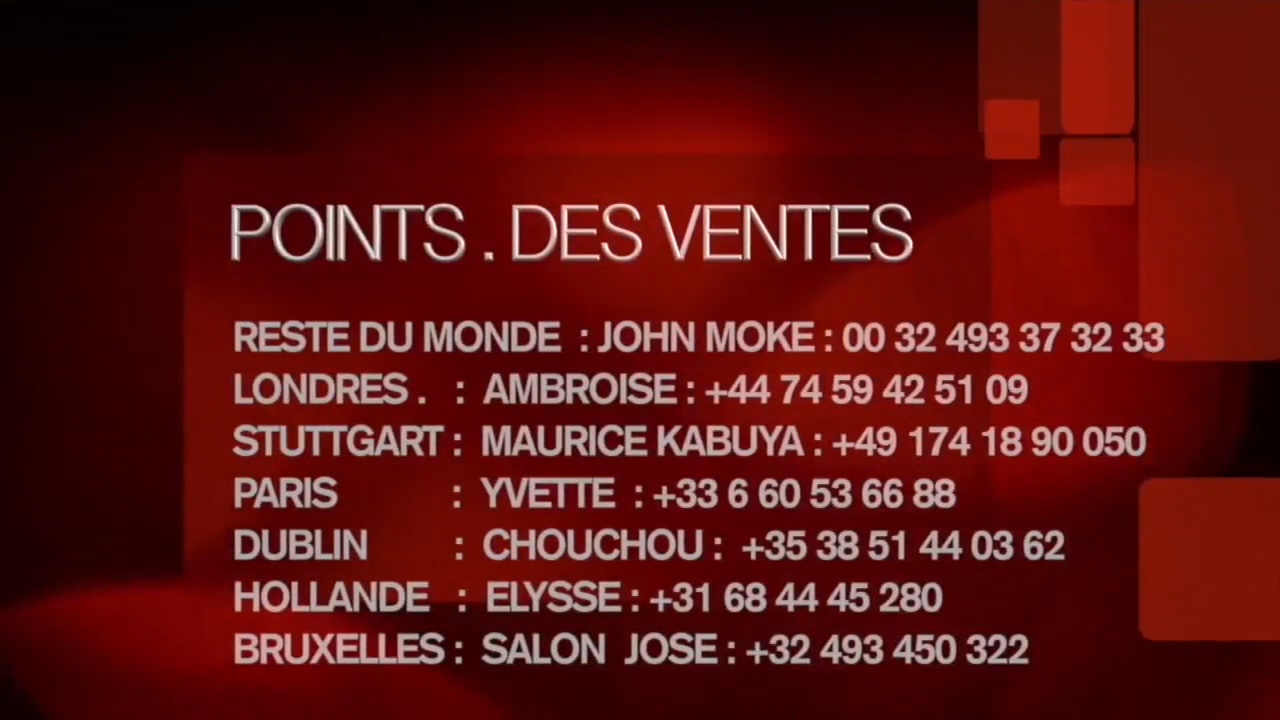 POINTS . DES VENTES
RESTE DU MONDE : JOHN MOKE : 00 32 493 37 32 33
LONDRES . : AMBROISE : +44 74 59 42 51 09
STUTTGART : MAURICE KABUYA : +49 174 18 90 050
PARIS : YVETTE : +33 6 60 53 66 88
DUBLIN : CHOUCHOU : +35 38 51 44 03 62
HOLLANDE : ELYSSE : +31 68 44 45 280
BRUXELLES : SALON JOSE : +32 493 450 322